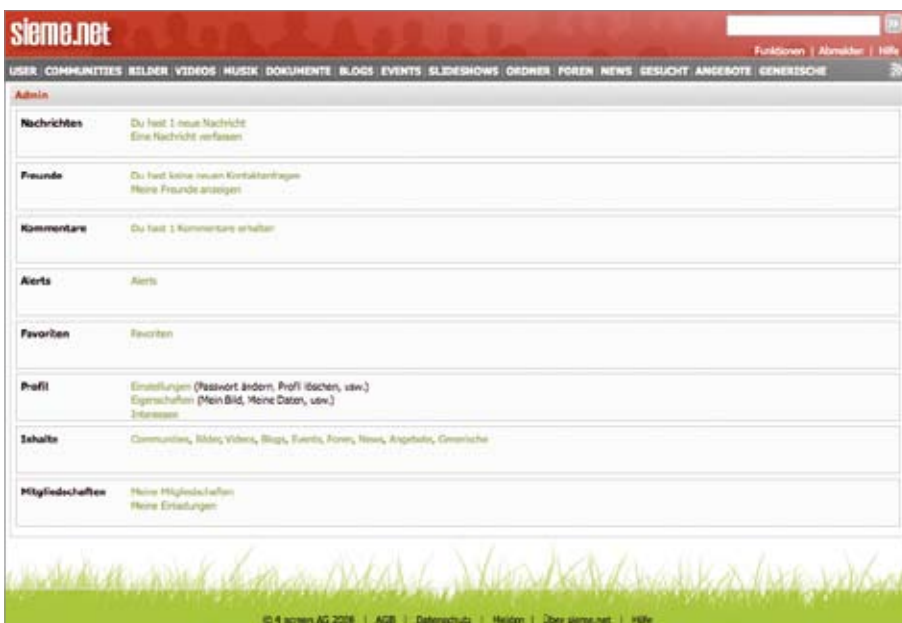 sieme.net
Funktionen | Abmelden | Hilfe
USER COMMUNITIES BILDER VIDEOS MUSIK DOKUMENTE BLOGS EVENTS SLIDESHOWS ORDNER FOREN NEWS GESUCHT ANGEBOTE GENERISCHE
Admin
Nachrichten
Du hast 1 neue Nachricht
Eine Nachricht verfassen
Freunde
Du hast keine neuen Kontaktanfragen
Meine Freunde anzeigen
Kommentare
Du hast 1 Kommentare erhalten
Alerts
Alerts
Favoriten
Favoriten
Profil
Einstellungen (Passwort ändern, Profil löschen, usw.)
Eigenschaften (Mein Bild, Meine Daten, usw.)
Interessen
Inhalte
Communities, Bilder, Videos, Blogs, Events, Foren, News, Angebote, Generische
Mitgliedschaften
Meine Mitgliedschaften
Meine Einladungen
© 4 screen AG 2008 | AGB | Datenschutz | Melden | Über sieme.net | Hilfe